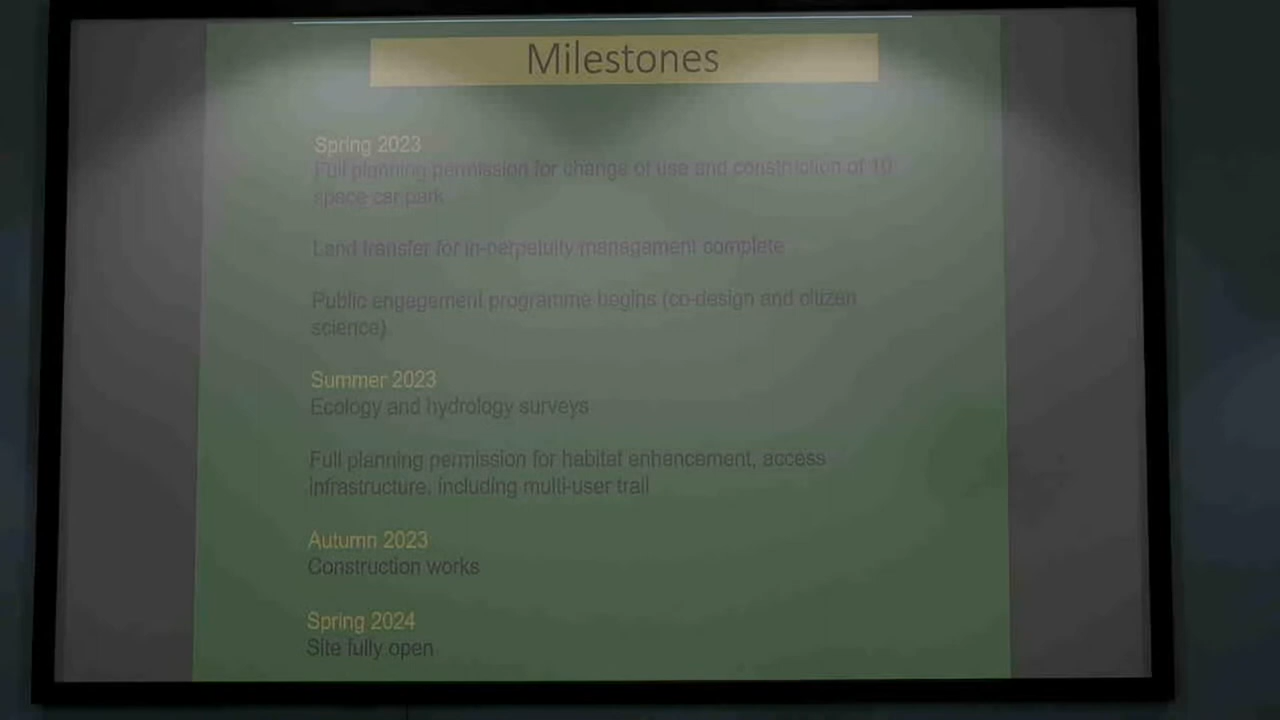 Milestones
Spring 2023
Full planning permission for change of use and construction of 10
space car park
Land transfer for in-perpetuity management complete
Public engagement programme begins (co-design and citizen
science)
Summer 2023
Ecology and hydrology surveys
Full planning permission for habitat enhancement, access
infrastructure, including multi-user trail
Autumn 2023
Construction works
Spring 2024
Site fully open